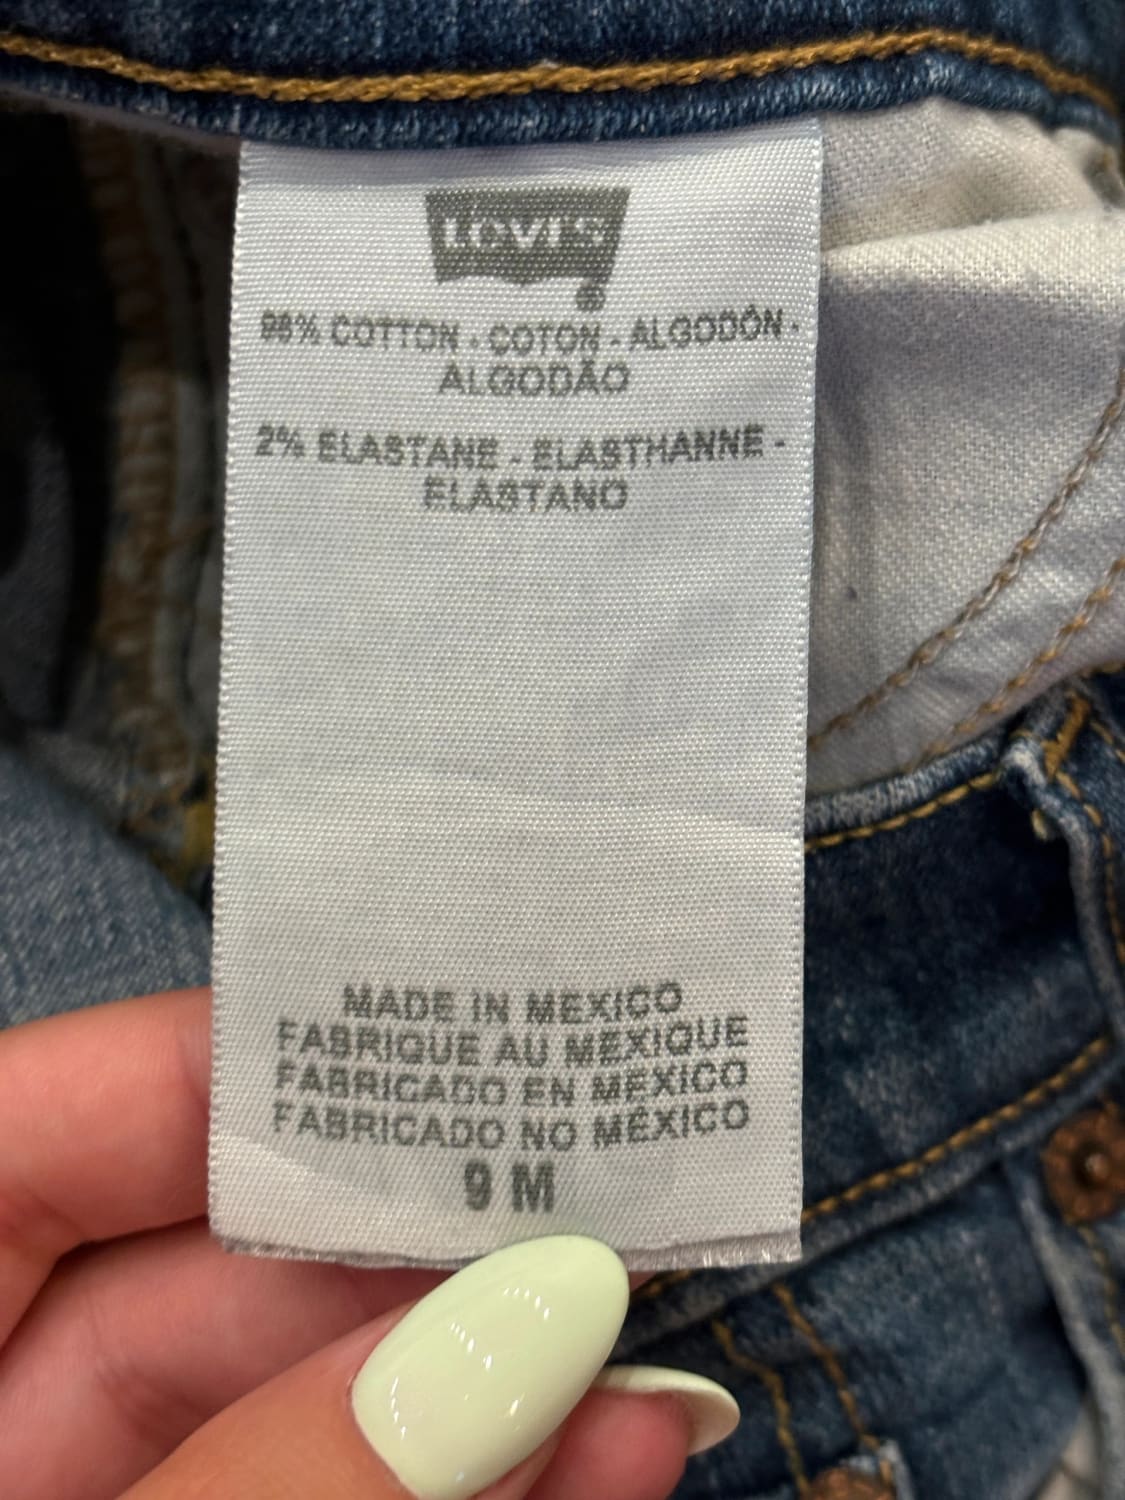 Levi's
®
98% COTTON - COTON - ALGODÓN -
ALGODÃO
2% ELASTANE - ELASTHANNE -
ELASTANO
MADE IN MEXICO
FABRIQUE AU MEXIQUE
FABRICADO EN MEXICO
FABRICADO NO MÉXICO
9 M